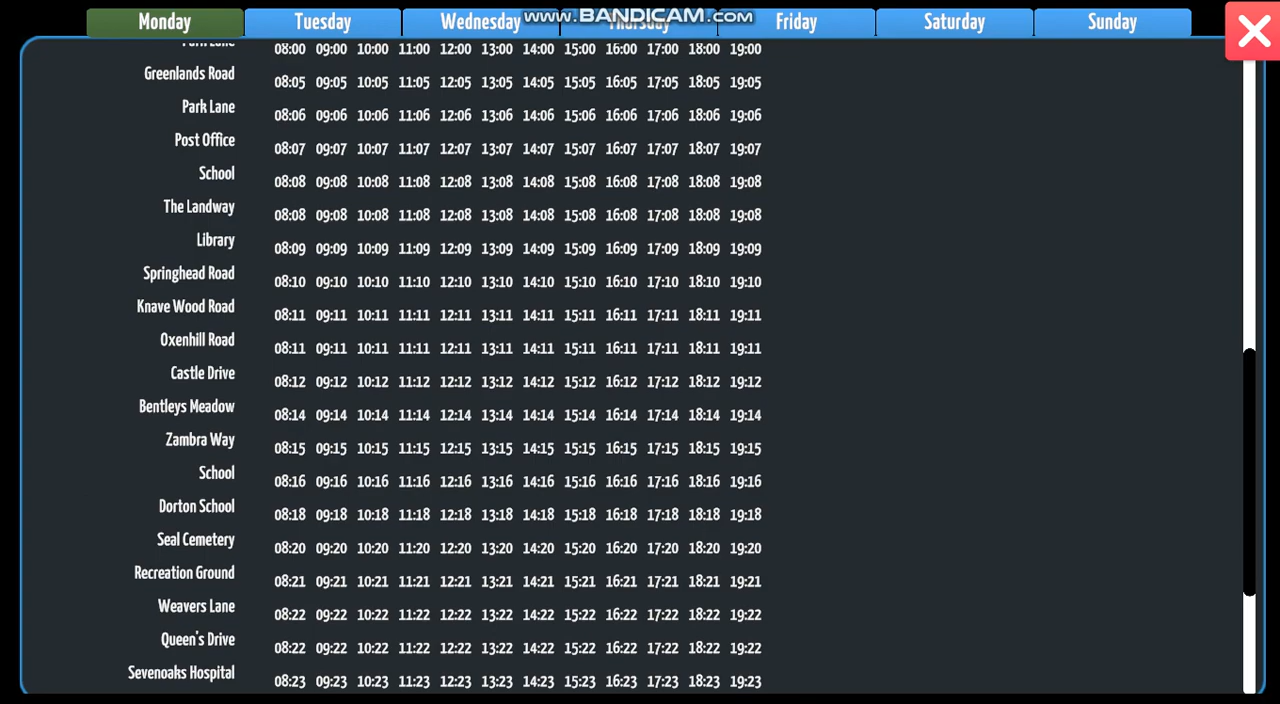 Monday Tuesday Wednesday Thursday Friday Saturday Sunday
www.BANDICAM.com
Park Lane 08:00 09:00 10:00 11:00 12:00 13:00 14:00 15:00 16:00 17:00 18:00 19:00
Greenlands Road 08:05 09:05 10:05 11:05 12:05 13:05 14:05 15:05 16:05 17:05 18:05 19:05
Park Lane 08:06 09:06 10:06 11:06 12:06 13:06 14:06 15:06 16:06 17:06 18:06 19:06
Post Office 08:07 09:07 10:07 11:07 12:07 13:07 14:07 15:07 16:07 17:07 18:07 19:07
School 08:08 09:08 10:08 11:08 12:08 13:08 14:08 15:08 16:08 17:08 18:08 19:08
The Landway 08:08 09:08 10:08 11:08 12:08 13:08 14:08 15:08 16:08 17:08 18:08 19:08
Library 08:09 09:09 10:09 11:09 12:09 13:09 14:09 15:09 16:09 17:09 18:09 19:09
Springhead Road 08:10 09:10 10:10 11:10 12:10 13:10 14:10 15:10 16:10 17:10 18:10 19:10
Knave Wood Road 08:11 09:11 10:11 11:11 12:11 13:11 14:11 15:11 16:11 17:11 18:11 19:11
Oxenhill Road 08:11 09:11 10:11 11:11 12:11 13:11 14:11 15:11 16:11 17:11 18:11 19:11
Castle Drive 08:12 09:12 10:12 11:12 12:12 13:12 14:12 15:12 16:12 17:12 18:12 19:12
Bentleys Meadow 08:14 09:14 10:14 11:14 12:14 13:14 14:14 15:14 16:14 17:14 18:14 19:14
Zambra Way 08:15 09:15 10:15 11:15 12:15 13:15 14:15 15:15 16:15 17:15 18:15 19:15
School 08:16 09:16 10:16 11:16 12:16 13:16 14:16 15:16 16:16 17:16 18:16 19:16
Dorton School 08:18 09:18 10:18 11:18 12:18 13:18 14:18 15:18 16:18 17:18 18:18 19:18
Seal Cemetery 08:20 09:20 10:20 11:20 12:20 13:20 14:20 15:20 16:20 17:20 18:20 19:20
Recreation Ground 08:21 09:21 10:21 11:21 12:21 13:21 14:21 15:21 16:21 17:21 18:21 19:21
Weavers Lane 08:22 09:22 10:22 11:22 12:22 13:22 14:22 15:22 16:22 17:22 18:22 19:22
Queen's Drive 08:22 09:22 10:22 11:22 12:22 13:22 14:22 15:22 16:22 17:22 18:22 19:22
Sevenoaks Hospital 08:23 09:23 10:23 11:23 12:23 13:23 14:23 15:23 16:23 17:23 18:23 19:23